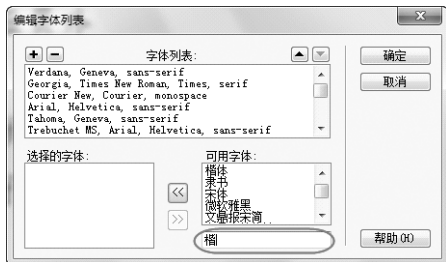 编辑字体列表
字体列表:
确定
Verdana, Geneva, sans-serif
Georgia, Times New Roman, Times, serif
Courier New, Courier, monospace
Arial, Helvetica, sans-serif
Tahoma, Geneva, sans-serif
Trebuchet MS, Arial, Helvetica, sans-serif
取消
选择的字体:
可用字体:
楷体
隶书
宋体
微软雅黑
文鼎报宋简
楷
帮助(H)